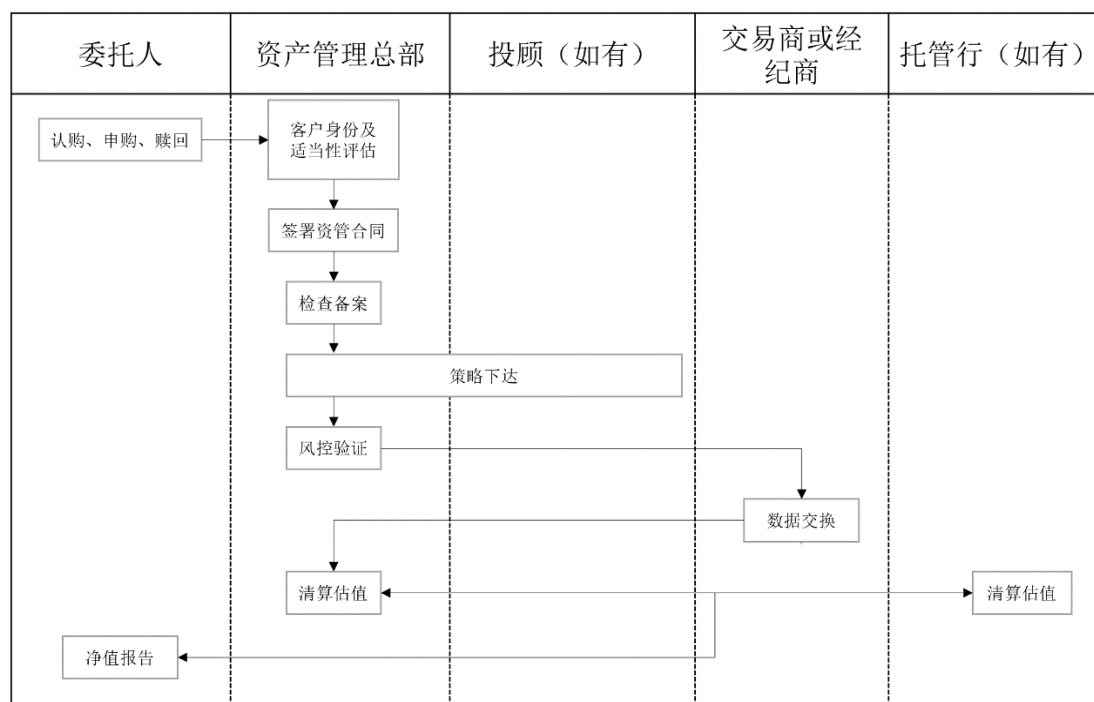 委托人
资产管理总部
投顾（如有）
交易商或经
纪商
托管行（如有）
认购、申购、赎回
客户身份及
适当性评估
签署资管合同
检查备案
策略下达
风控验证
数据交换
清算估值
清算估值
净值报告